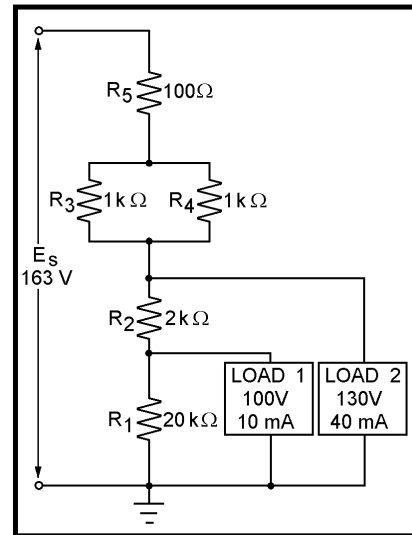 R5 100Ω
R3 1kΩ R4 1kΩ
Es
163 V
R2 2kΩ
LOAD 1
100V
10 mA
LOAD 2
130V
40 mA
R1 20kΩ